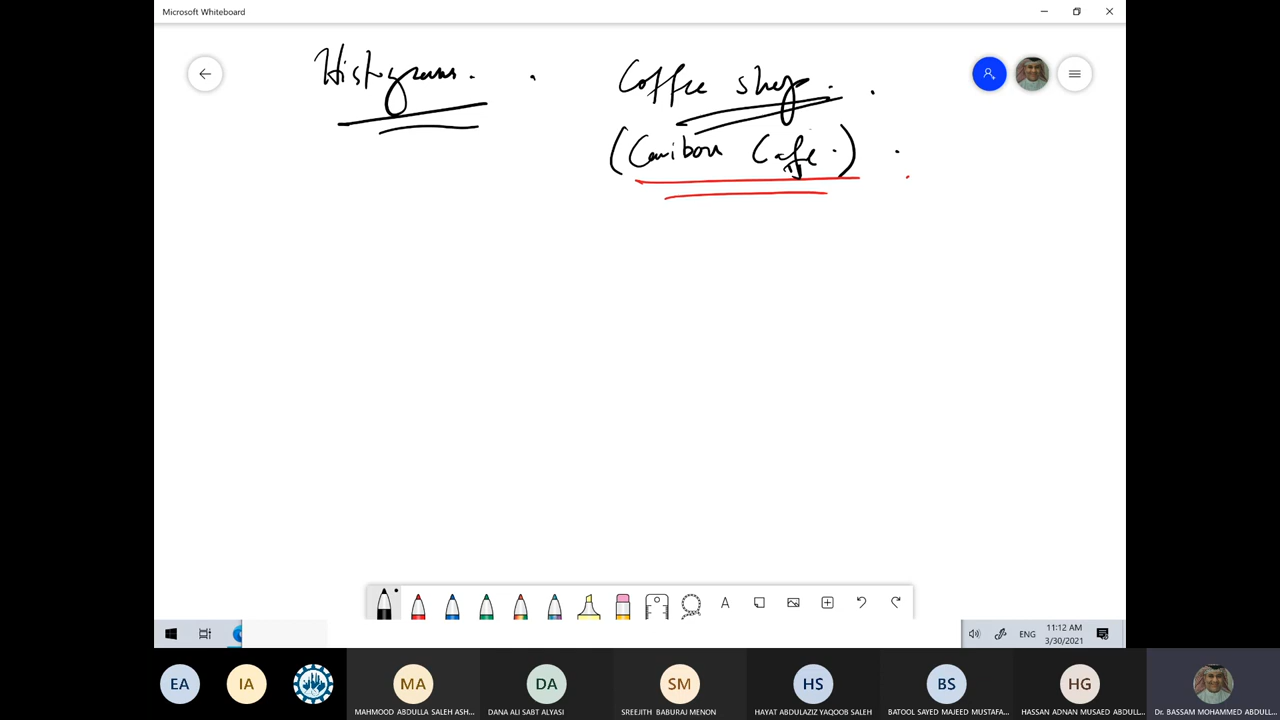 Microsoft Whiteboard
Histogram. .
Coffee shop. .
(Caribou Cafe.) .
A
ENG
11:12 AM
3/30/2021
EA
IA
MA
DA
SM
HS
BS
HG
MAHMOOD ABDULLA SALEH ASH...
DANA ALI SABT ALYASI
SREEJITH BABURAJ MENON
HAYAT ABDULAZIZ YAQOOB SALEH
BATOOL SAYED MAJEED MUSTAFA...
HASSAN ADNAN MUSAED ABDULL...
Dr. BASSAM MOHAMMED ABDULL...